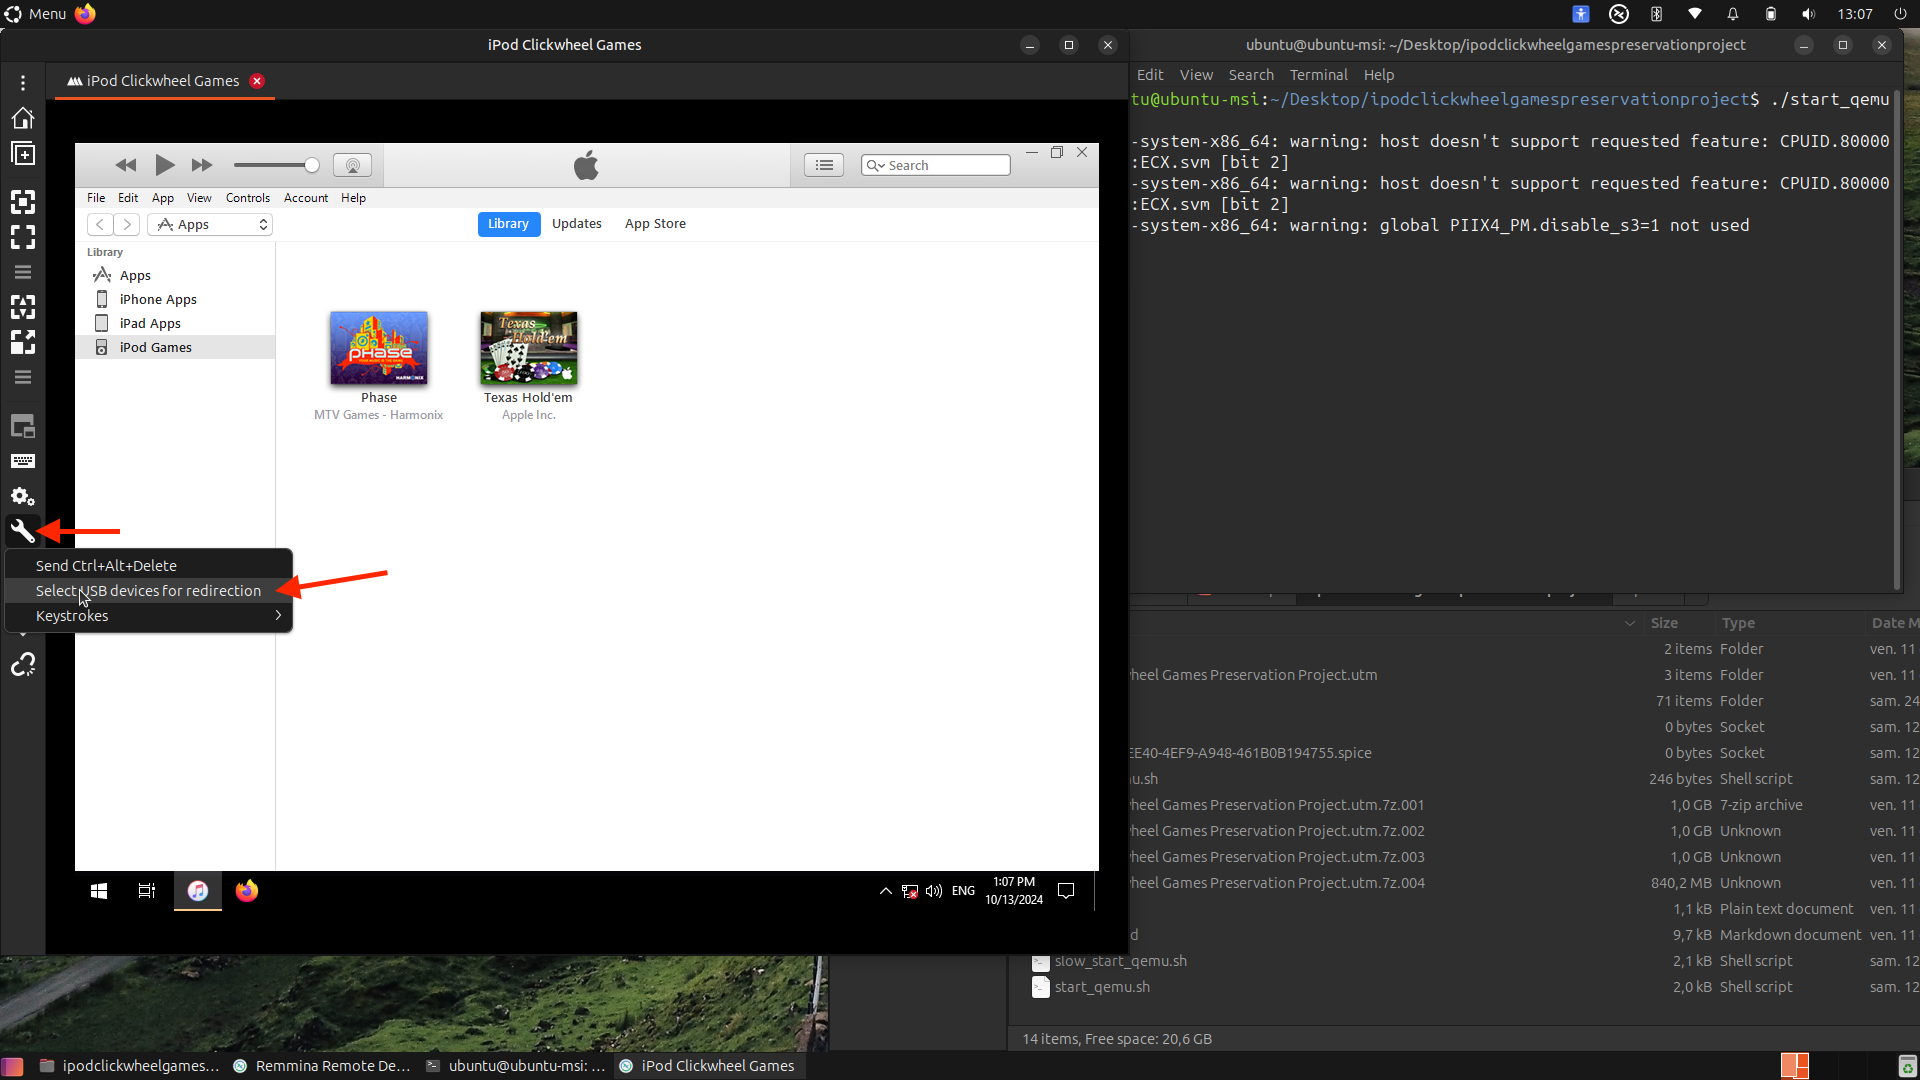 Menu
13:07
iPod Clickwheel Games
iPod Clickwheel Games
Search
File Edit App View Controls Account Help
Apps
Library Updates App Store
Library
Apps
iPhone Apps
iPad Apps
iPod Games
Phase
MTV Games - Harmonix
Texas Hold'em
Texas Hold'em
Apple Inc.
PHASE
HARMONIX
Send Ctrl+Alt+Delete
Select USB devices for redirection
Keystrokes
ENG
1:07 PM
10/13/2024
ubuntu@ubuntu-msi: ~/Desktop/ipodclickwheelgamespreservationproject
Edit View Search Terminal Help
tu@ubuntu-msi:~/Desktop/ipodclickwheelgamespreservationproject$ ./start_qemu
-system-x86_64: warning: host doesn't support requested feature: CPUID.80000
:ECX.svm [bit 2]
-system-x86_64: warning: host doesn't support requested feature: CPUID.80000
:ECX.svm [bit 2]
-system-x86_64: warning: global PIIX4_PM.disable_s3=1 not used
Size Type Date M
2 items Folder ven. 11
heel Games Preservation Project.utm 3 items Folder ven. 11
71 items Folder sam. 24
0 bytes Socket sam. 12
EE40-4EF9-A948-461B0B194755.spice 0 bytes Socket sam. 12
u.sh 246 bytes Shell script sam. 12
heel Games Preservation Project.utm.7z.001 1,0 GB 7-zip archive ven. 11
heel Games Preservation Project.utm.7z.002 1,0 GB Unknown ven. 11
heel Games Preservation Project.utm.7z.003 1,0 GB Unknown ven. 11
heel Games Preservation Project.utm.7z.004 840,2 MB Unknown ven. 11
1,1 kB Plain text document ven. 11
d 9,7 kB Markdown document ven. 11
slow_start_qemu.sh 2,1 kB Shell script sam. 12
start_qemu.sh 2,0 kB Shell script sam. 12
14 items, Free space: 20,6 GB
ipodclickwheelgames... Remmina Remote De... ubuntu@ubuntu-msi: ... iPod Clickwheel Games